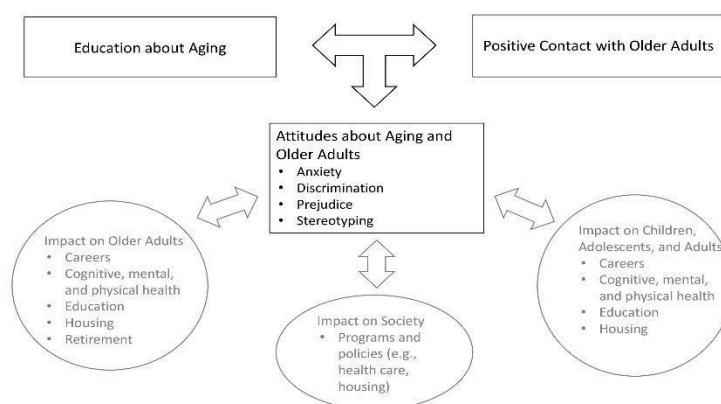 Education about Aging
Positive Contact with Older Adults
Attitudes about Aging and
Older Adults
• Anxiety
• Discrimination
• Prejudice
• Stereotyping
Impact on Older Adults
• Careers
• Cognitive, mental,
and physical health
• Education
• Housing
• Retirement
Impact on Society
• Programs and
policies (e.g.,
health care,
housing)
Impact on Children,
Adolescents, and Adults
• Careers
• Cognitive, mental,
and physical health
• Education
• Housing